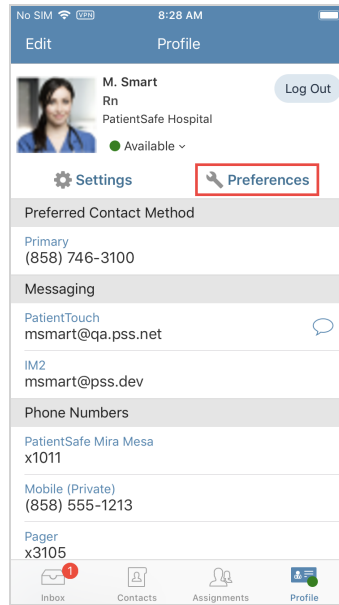 No SIM VPN 8:28 AM
Edit Profile
M. Smart
Rn
PatientSafe Hospital
Available
Log Out
Settings Preferences
Preferred Contact Method
Primary
(858) 746-3100
Messaging
PatientTouch
msmart@qa.pss.net
IM2
msmart@pss.dev
Phone Numbers
PatientSafe Mira Mesa
x1011
Mobile (Private)
(858) 555-1213
Pager
x3105
1
Inbox Contacts Assignments Profile